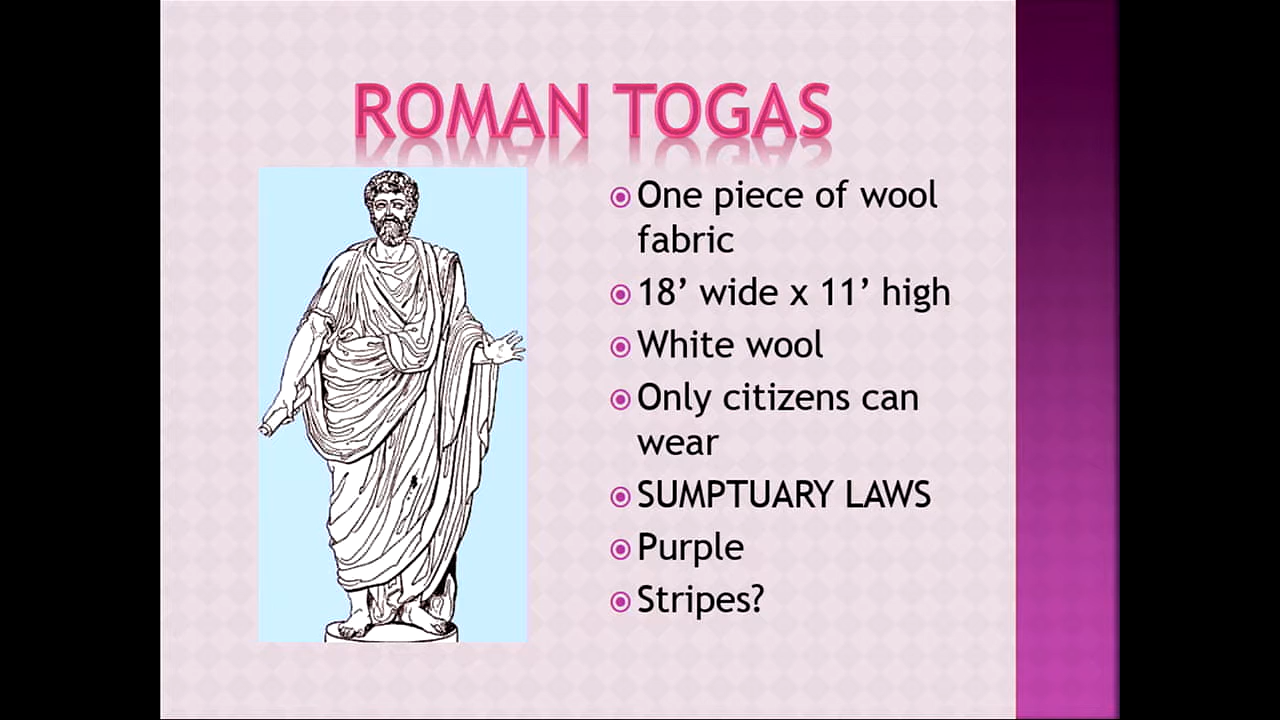 ROMAN TOGAS
One piece of wool
fabric
18’ wide x 11’ high
White wool
Only citizens can
wear
SUMPTUARY LAWS
Purple
Stripes?